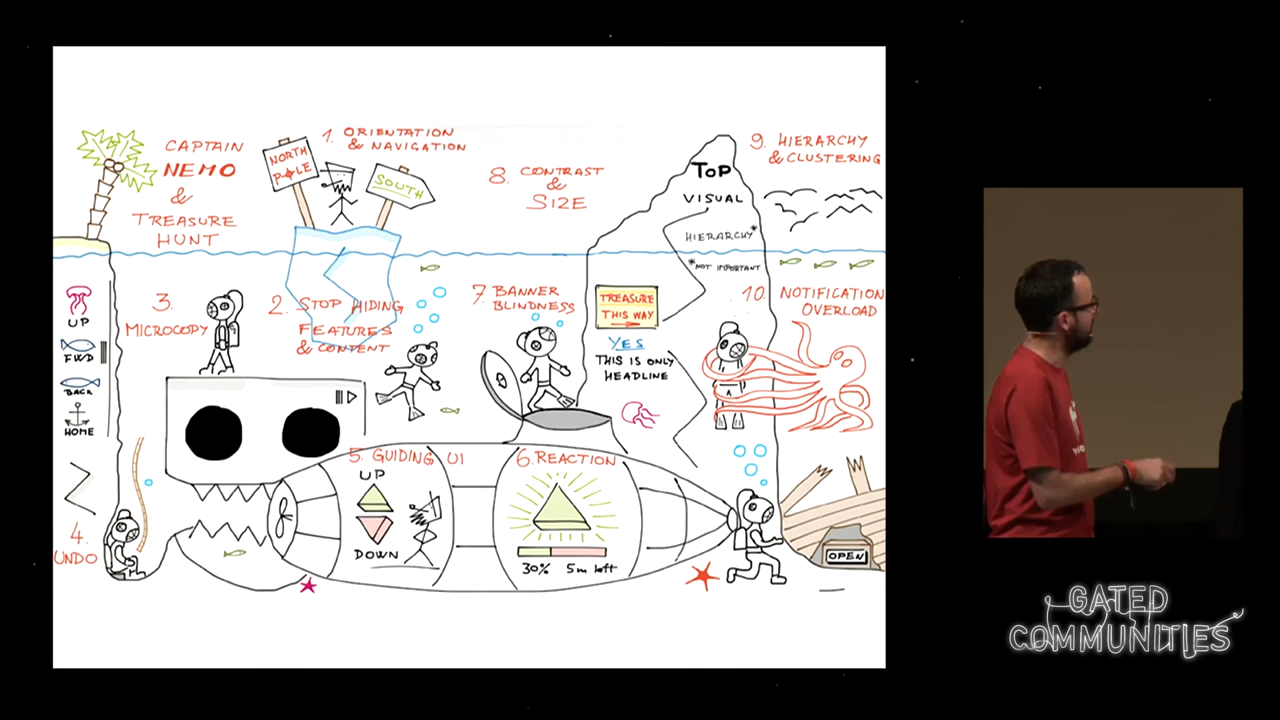 CAPTAIN
NEMO
&
TREASURE
HUNT
NORTH
POLE
1. ORIENTATION
& NAVIGATION
SOUTH
8. CONTRAST
&
SIZE
TOP
VISUAL
HIERARCHY*
*NOT IMPORTANT
9. HIERARCHY
& CLUSTERING
UP
FWD
BACK
HOME
3.
MICROCOPY
2. STOP HIDING
FEATURES
& CONTENT
7 BANNER
BLINDNESS
TREASURE
THIS WAY
YES
THIS IS ONLY
HEADLINE
10. NOTIFICATION
OVERLOAD
4.
UNDO
5. GUIDING UI
UP
DOWN
6. REACTION
30% 5m left
OPEN
GATED
COMMUNITIES